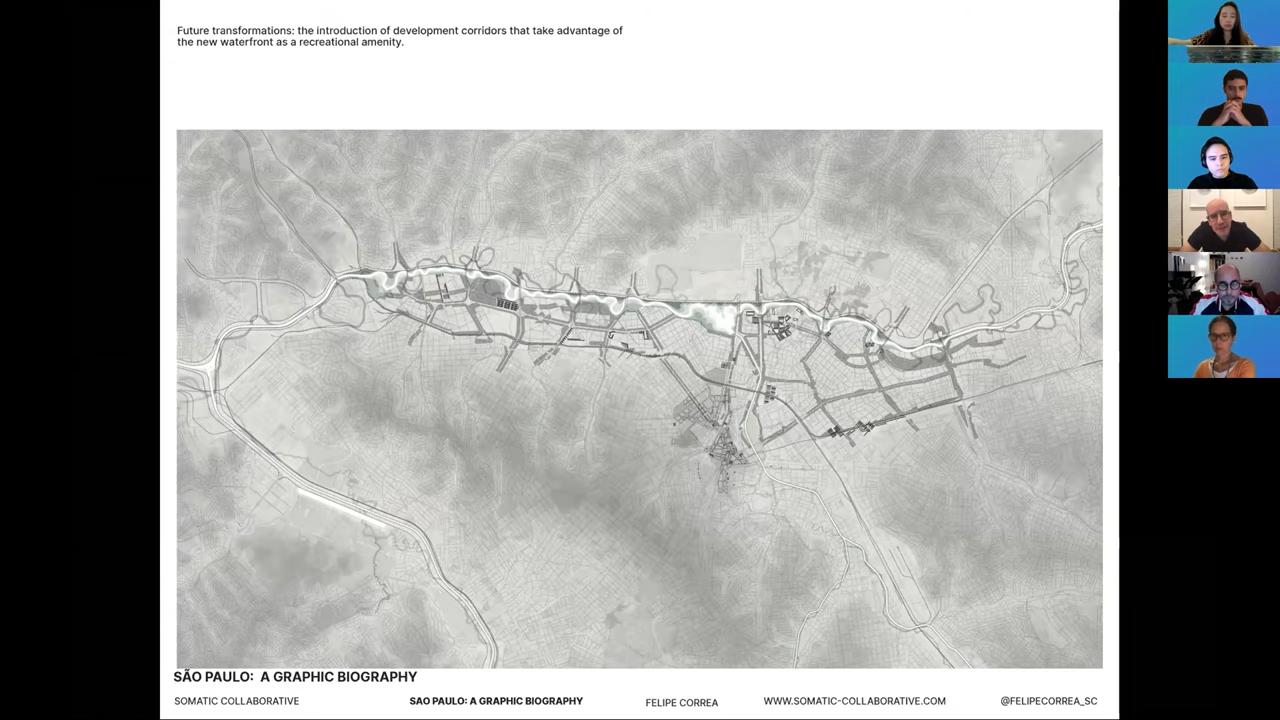 Future transformations: the introduction of development corridors that take advantage of
the new waterfront as a recreational amenity.
SÃO PAULO: A GRAPHIC BIOGRAPHY
SOMATIC COLLABORATIVE
SAO PAULO: A GRAPHIC BIOGRAPHY
FELIPE CORREA
WWW.SOMATIC-COLLABORATIVE.COM
@FELIPECORREA_SC